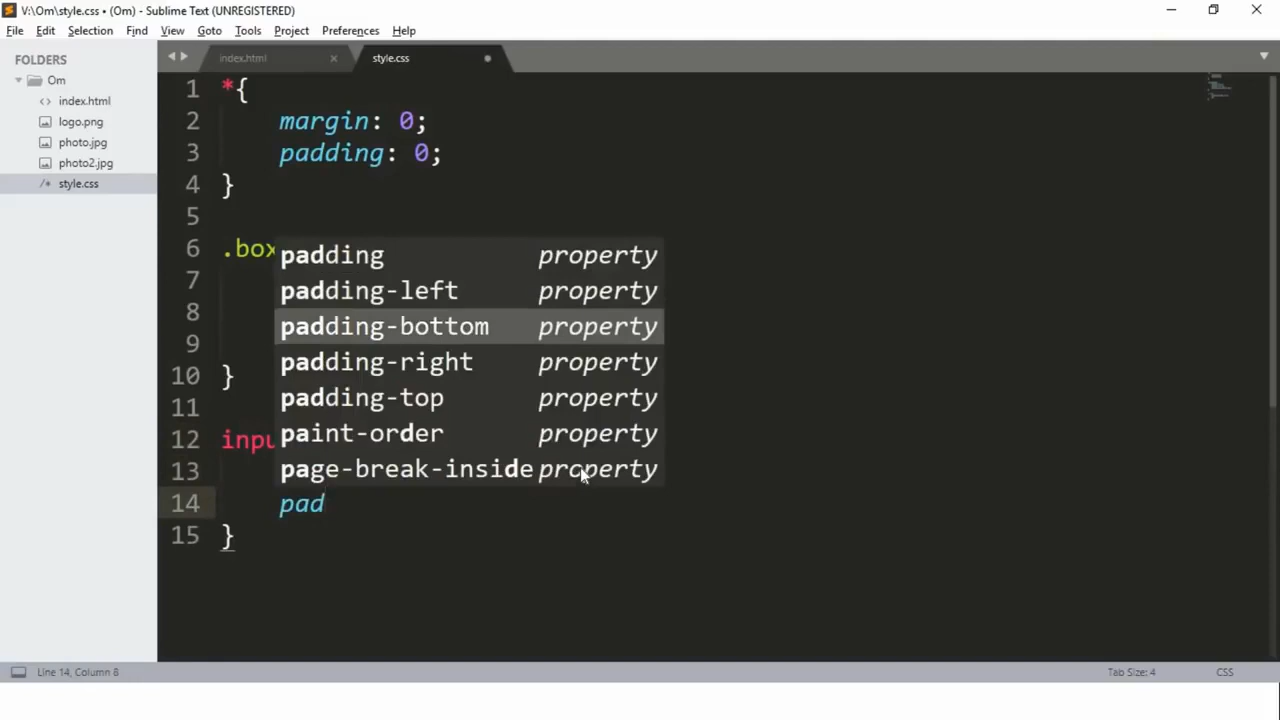 V:\Om\style.css • (Om) - Sublime Text (UNREGISTERED)
File Edit Selection Find View Goto Tools Project Preferences Help
FOLDERS
Om
index.html
logo.png
photo.jpg
photo2.jpg
style.css
index.html × style.css
1 *{
2 margin: 0;
3 padding: 0;
4 }
5
6 .box
7
8
9
10 }
11
12 inpu
13
14 pad
15 }
padding property
padding-left property
padding-bottom property
padding-right property
padding-top property
paint-order property
page-break-inside property
Line 14, Column 8
Tab Size: 4
CSS